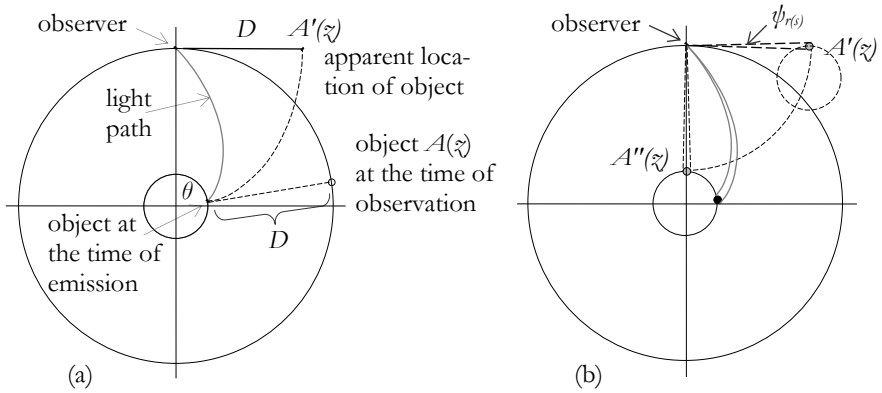 observer
D
A′(z)
apparent loca-
tion of object
light
path
object A(z)
at the time of
observation
θ
object at
the time of
emission
D
(a)
observer
ψr(s)
A′(z)
A″(z)
(b)